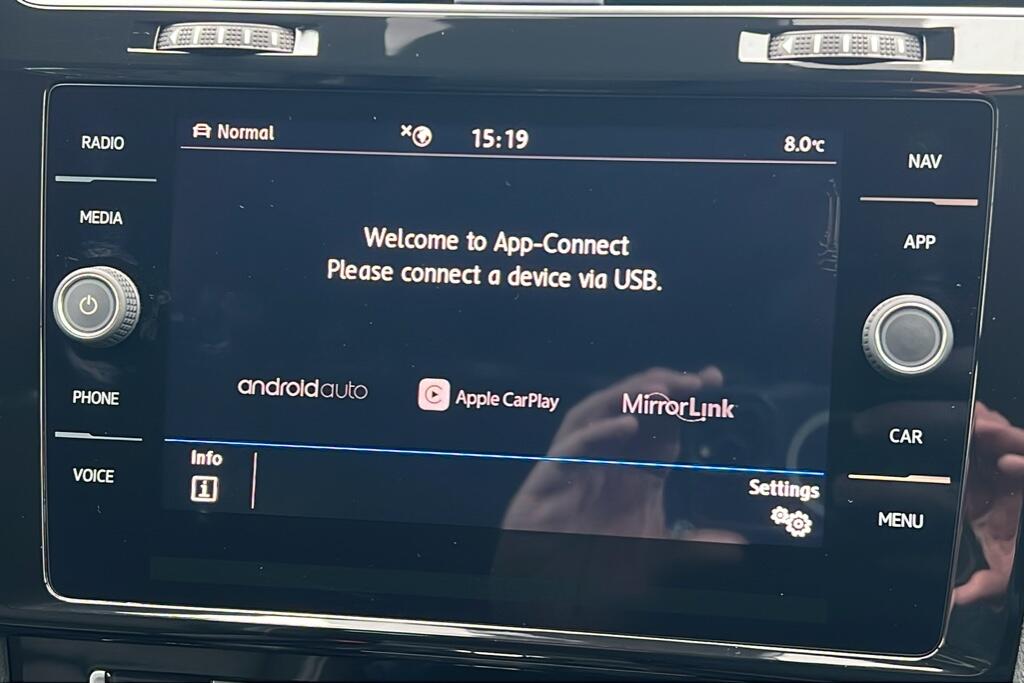 RADIO
MEDIA
PHONE
VOICE
Normal
15:19
8.0°C
Welcome to App-Connect
Please connect a device via USB.
androidauto
Apple CarPlay
MirrorLink
Info
Settings
NAV
APP
CAR
MENU